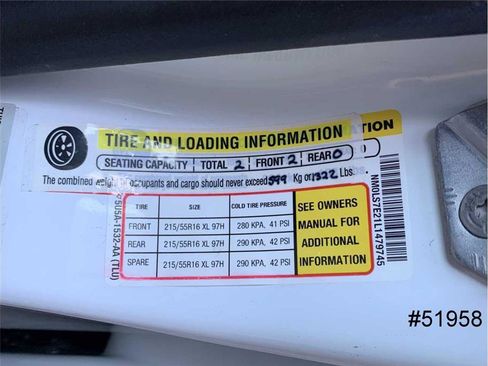 TIRE AND LOADING INFORMATION
SEATING CAPACITY TOTAL 2 FRONT 2 REAR 0
The combined weight of occupants and cargo should never exceed 599 Kg or 1322 Lbs.
TIRE SIZE COLD TIRE PRESSURE
FRONT 215/55R16 XL 97H 280 KPA, 41 PSI
REAR 215/55R16 XL 97H 290 KPA, 42 PSI
SPARE 215/55R16 XL 97H 290 KPA, 42 PSI
SEE OWNERS
MANUAL FOR
ADDITIONAL
INFORMATION
NM0LS7E21L1479745
#51958